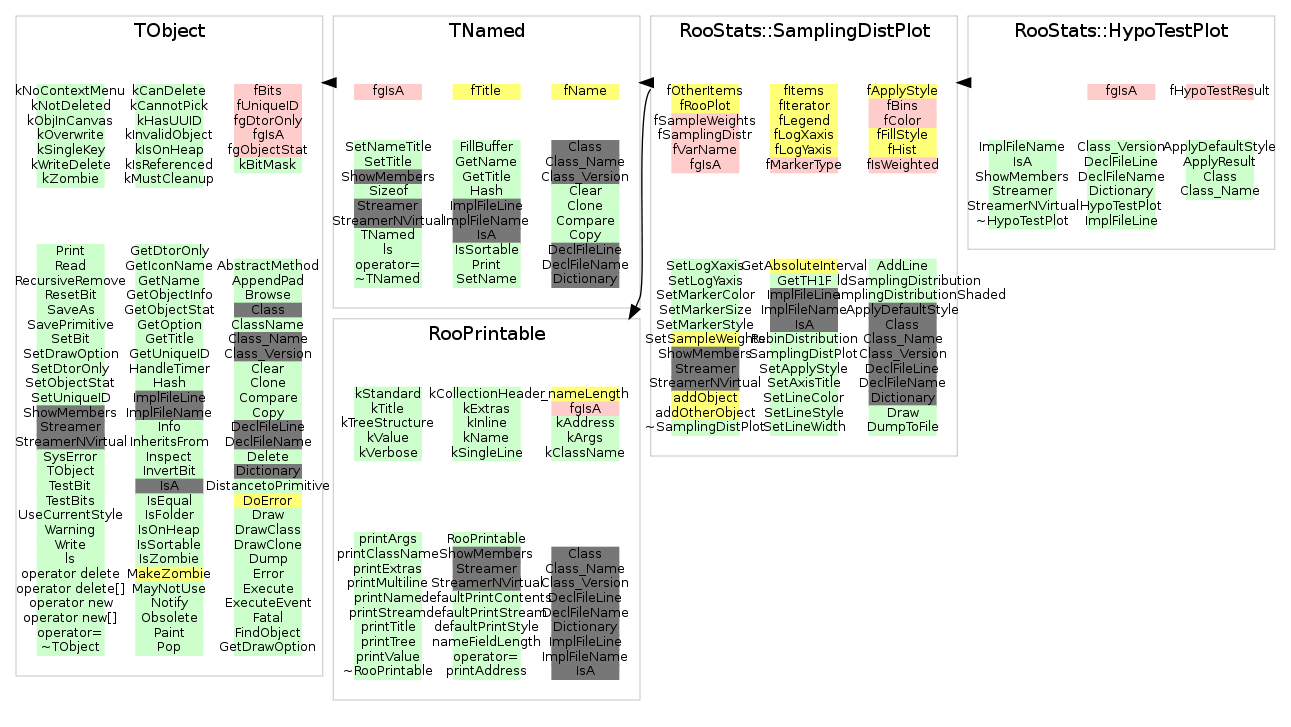 TObject
kNoContextMenu
kNotDeleted
kObjInCanvas
kOverwrite
kSingleKey
kWriteDelete
kZombie
kCanDelete
kCannotPick
kHasUUID
kInvalidObject
kIsOnHeap
kIsReferenced
kMustCleanup
fBits
fUniqueID
fgDtorOnly
fgIsA
fgObjectStat
kBitMask
Print
Read
RecursiveRemove
ResetBit
SaveAs
SavePrimitive
SetBit
SetDrawOption
SetDtorOnly
SetObjectStat
SetUniqueID
ShowMembers
Streamer
StreamerNVirtual
SysError
TObject
TestBit
TestBits
UseCurrentStyle
Warning
Write
ls
operator delete
operator delete[]
operator new
operator new[]
operator=
~TObject
GetDtorOnly
GetIconName
GetName
GetObjectInfo
GetObjectStat
GetOption
GetTitle
GetUniqueID
HandleTimer
Hash
ImplFileLine
ImplFileName
Info
InheritsFrom
Inspect
InvertBit
IsA
IsEqual
IsFolder
IsOnHeap
IsSortable
IsZombie
MakeZombie
MayNotUse
Notify
Obsolete
Paint
Pop
AbstractMethod
AppendPad
Browse
Class
ClassName
Class_Name
Class_Version
Clear
Clone
Compare
Copy
DeclFileLine
DeclFileName
Delete
Dictionary
DistancetoPrimitive
DoError
Draw
DrawClass
DrawClone
Dump
Error
Execute
ExecuteEvent
Fatal
FindObject
GetDrawOption
TNamed
fgIsA
fTitle
fName
SetNameTitle
SetTitle
ShowMembers
Sizeof
Streamer
StreamerNVirtual
TNamed
ls
operator=
~TNamed
FillBuffer
GetName
GetTitle
Hash
ImplFileLine
ImplFileName
IsA
IsSortable
Print
SetName
Class
Class_Name
Class_Version
Clear
Clone
Compare
Copy
DeclFileLine
DeclFileName
Dictionary
RooPrintable
kStandard
kTitle
kTreeStructure
kValue
kVerbose
kCollectionHeader
kExtras
kInline
kName
kSingleLine
_nameLength
fgIsA
kAddress
kArgs
kClassName
printArgs
printClassName
printExtras
printMultiline
printName
printStream
printTitle
printTree
printValue
~RooPrintable
RooPrintable
ShowMembers
Streamer
StreamerNVirtual
defaultPrintContents
defaultPrintStream
defaultPrintStyle
nameFieldLength
operator=
printAddress
Class
Class_Name
Class_Version
DeclFileLine
DeclFileName
Dictionary
ImplFileLine
ImplFileName
IsA
RooStats::SamplingDistPlot
fOtherItems
fRooPlot
fSampleWeights
fSamplingDistr
fVarName
fgIsA
fItems
fIterator
fLegend
fLogXaxis
fLogYaxis
fMarkerType
fApplyStyle
fBins
fColor
fFillStyle
fHist
fIsWeighted
SetLogXaxis
SetLogYaxis
SetMarkerColor
SetMarkerSize
SetMarkerStyle
SetSampleWeights
ShowMembers
Streamer
StreamerNVirtual
addObject
addOtherObject
~SamplingDistPlot
GetAbsoluteInterval
GetTH1F
ImplFileLine
ImplFileName
IsA
RebinDistribution
SamplingDistPlot
SetApplyStyle
SetAxisTitle
SetLineColor
SetLineStyle
SetLineWidth
AddLine
ldSamplingDistribution
amplingDistributionShaded
ApplyDefaultStyle
Class
Class_Name
Class_Version
DeclFileLine
DeclFileName
Dictionary
Draw
DumpToFile
RooStats::HypoTestPlot
fgIsA
fHypoTestResult
ImplFileName
IsA
ShowMembers
Streamer
StreamerNVirtual
~HypoTestPlot
Class_Version
DeclFileLine
DeclFileName
Dictionary
HypoTestPlot
ImplFileLine
ApplyDefaultStyle
ApplyResult
Class
Class_Name